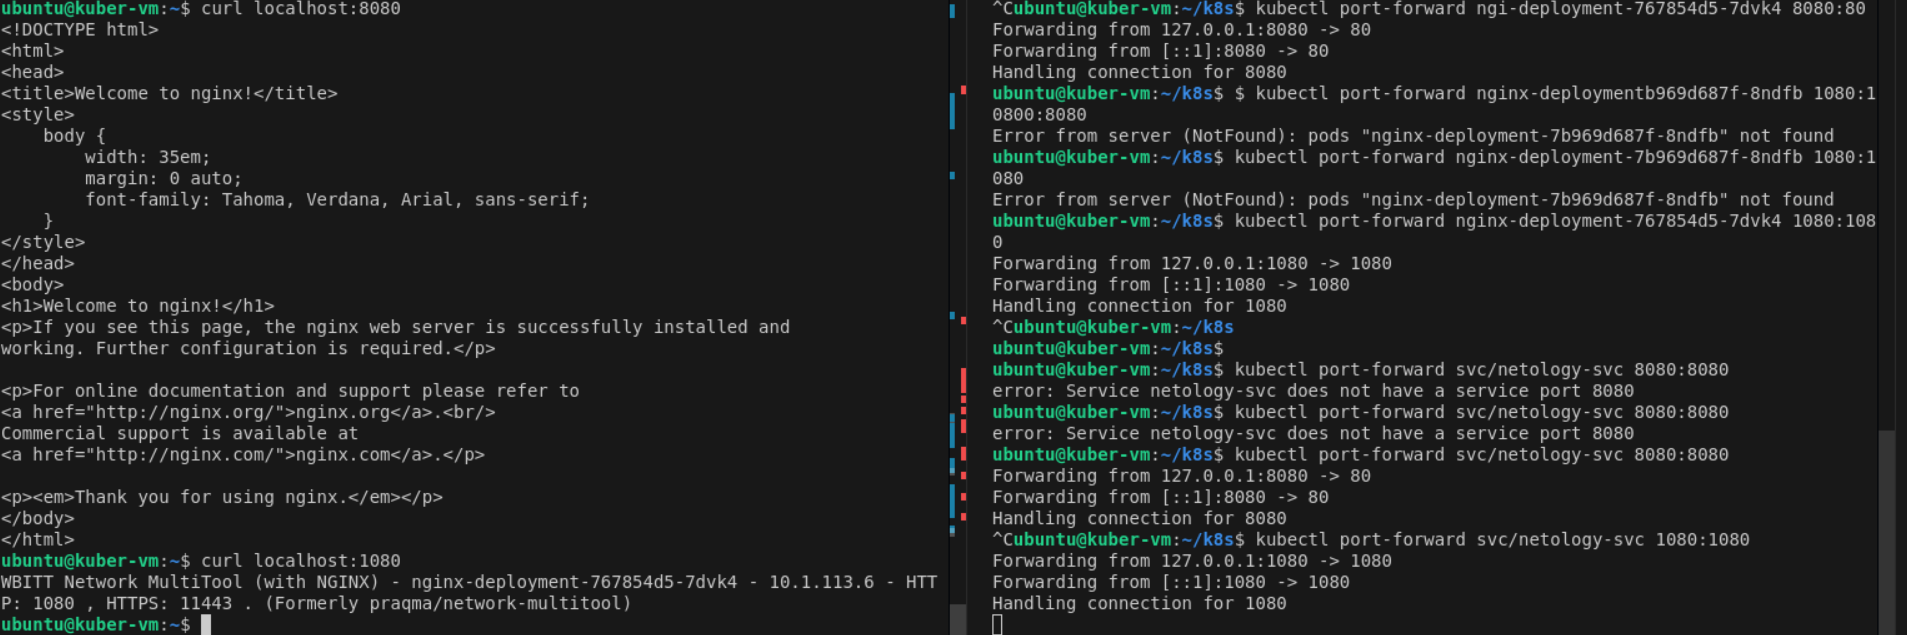 ubuntu@kuber-vm:~$ curl localhost:8080
<!DOCTYPE html>
<html>
<head>
<title>Welcome to nginx!</title>
<style>
    body {
        width: 35em;
        margin: 0 auto;
        font-family: Tahoma, Verdana, Arial, sans-serif;
    }
</style>
</head>
<body>
<h1>Welcome to nginx!</h1>
<p>If you see this page, the nginx web server is successfully installed and
working. Further configuration is required.</p>
<p>For online documentation and support please refer to
<a href="http://nginx.org/">nginx.org</a>.<br/>
Commercial support is available at
<a href="http://nginx.com/">nginx.com</a>.</p>
<p><em>Thank you for using nginx.</em></p>
</body>
</html>
ubuntu@kuber-vm:~$ curl localhost:1080
WBITT Network MultiTool (with NGINX) - nginx-deployment-767854d5-7dvk4 - 10.1.113.6 - HTT
P: 1080 , HTTPS: 11443 . (Formerly praqma/network-multitool)
ubuntu@kuber-vm:~$
^Cubuntu@kuber-vm:~/k8s$ kubectl port-forward ngi-deployment-767854d5-7dvk4 8080:80
Forwarding from 127.0.0.1:8080 -> 80
Forwarding from [::1]:8080 -> 80
Handling connection for 8080
ubuntu@kuber-vm:~/k8s$ $ kubectl port-forward nginx-deploymentb969d687f-8ndfb 1080:1
0800:8080
Error from server (NotFound): pods "nginx-deployment-7b969d687f-8ndfb" not found
ubuntu@kuber-vm:~/k8s$ kubectl port-forward nginx-deployment-7b969d687f-8ndfb 1080:1
080
Error from server (NotFound): pods "nginx-deployment-7b969d687f-8ndfb" not found
ubuntu@kuber-vm:~/k8s$ kubectl port-forward nginx-deployment-767854d5-7dvk4 1080:108
0
Forwarding from 127.0.0.1:1080 -> 1080
Forwarding from [::1]:1080 -> 1080
Handling connection for 1080
^Cubuntu@kuber-vm:~/k8s
ubuntu@kuber-vm:~/k8s$
ubuntu@kuber-vm:~/k8s$ kubectl port-forward svc/netology-svc 8080:8080
error: Service netology-svc does not have a service port 8080
ubuntu@kuber-vm:~/k8s$ kubectl port-forward svc/netology-svc 8080:8080
error: Service netology-svc does not have a service port 8080
ubuntu@kuber-vm:~/k8s$ kubectl port-forward svc/netology-svc 8080:8080
Forwarding from 127.0.0.1:8080 -> 80
Forwarding from [::1]:8080 -> 80
Handling connection for 8080
^Cubuntu@kuber-vm:~/k8s$ kubectl port-forward svc/netology-svc 1080:1080
Forwarding from 127.0.0.1:1080 -> 1080
Forwarding from [::1]:1080 -> 1080
Handling connection for 1080